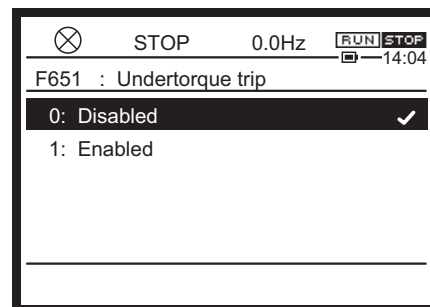 STOP 0.0Hz RUN STOP
14:04
F651 : Undertorque trip
0: Disabled
1: Enabled